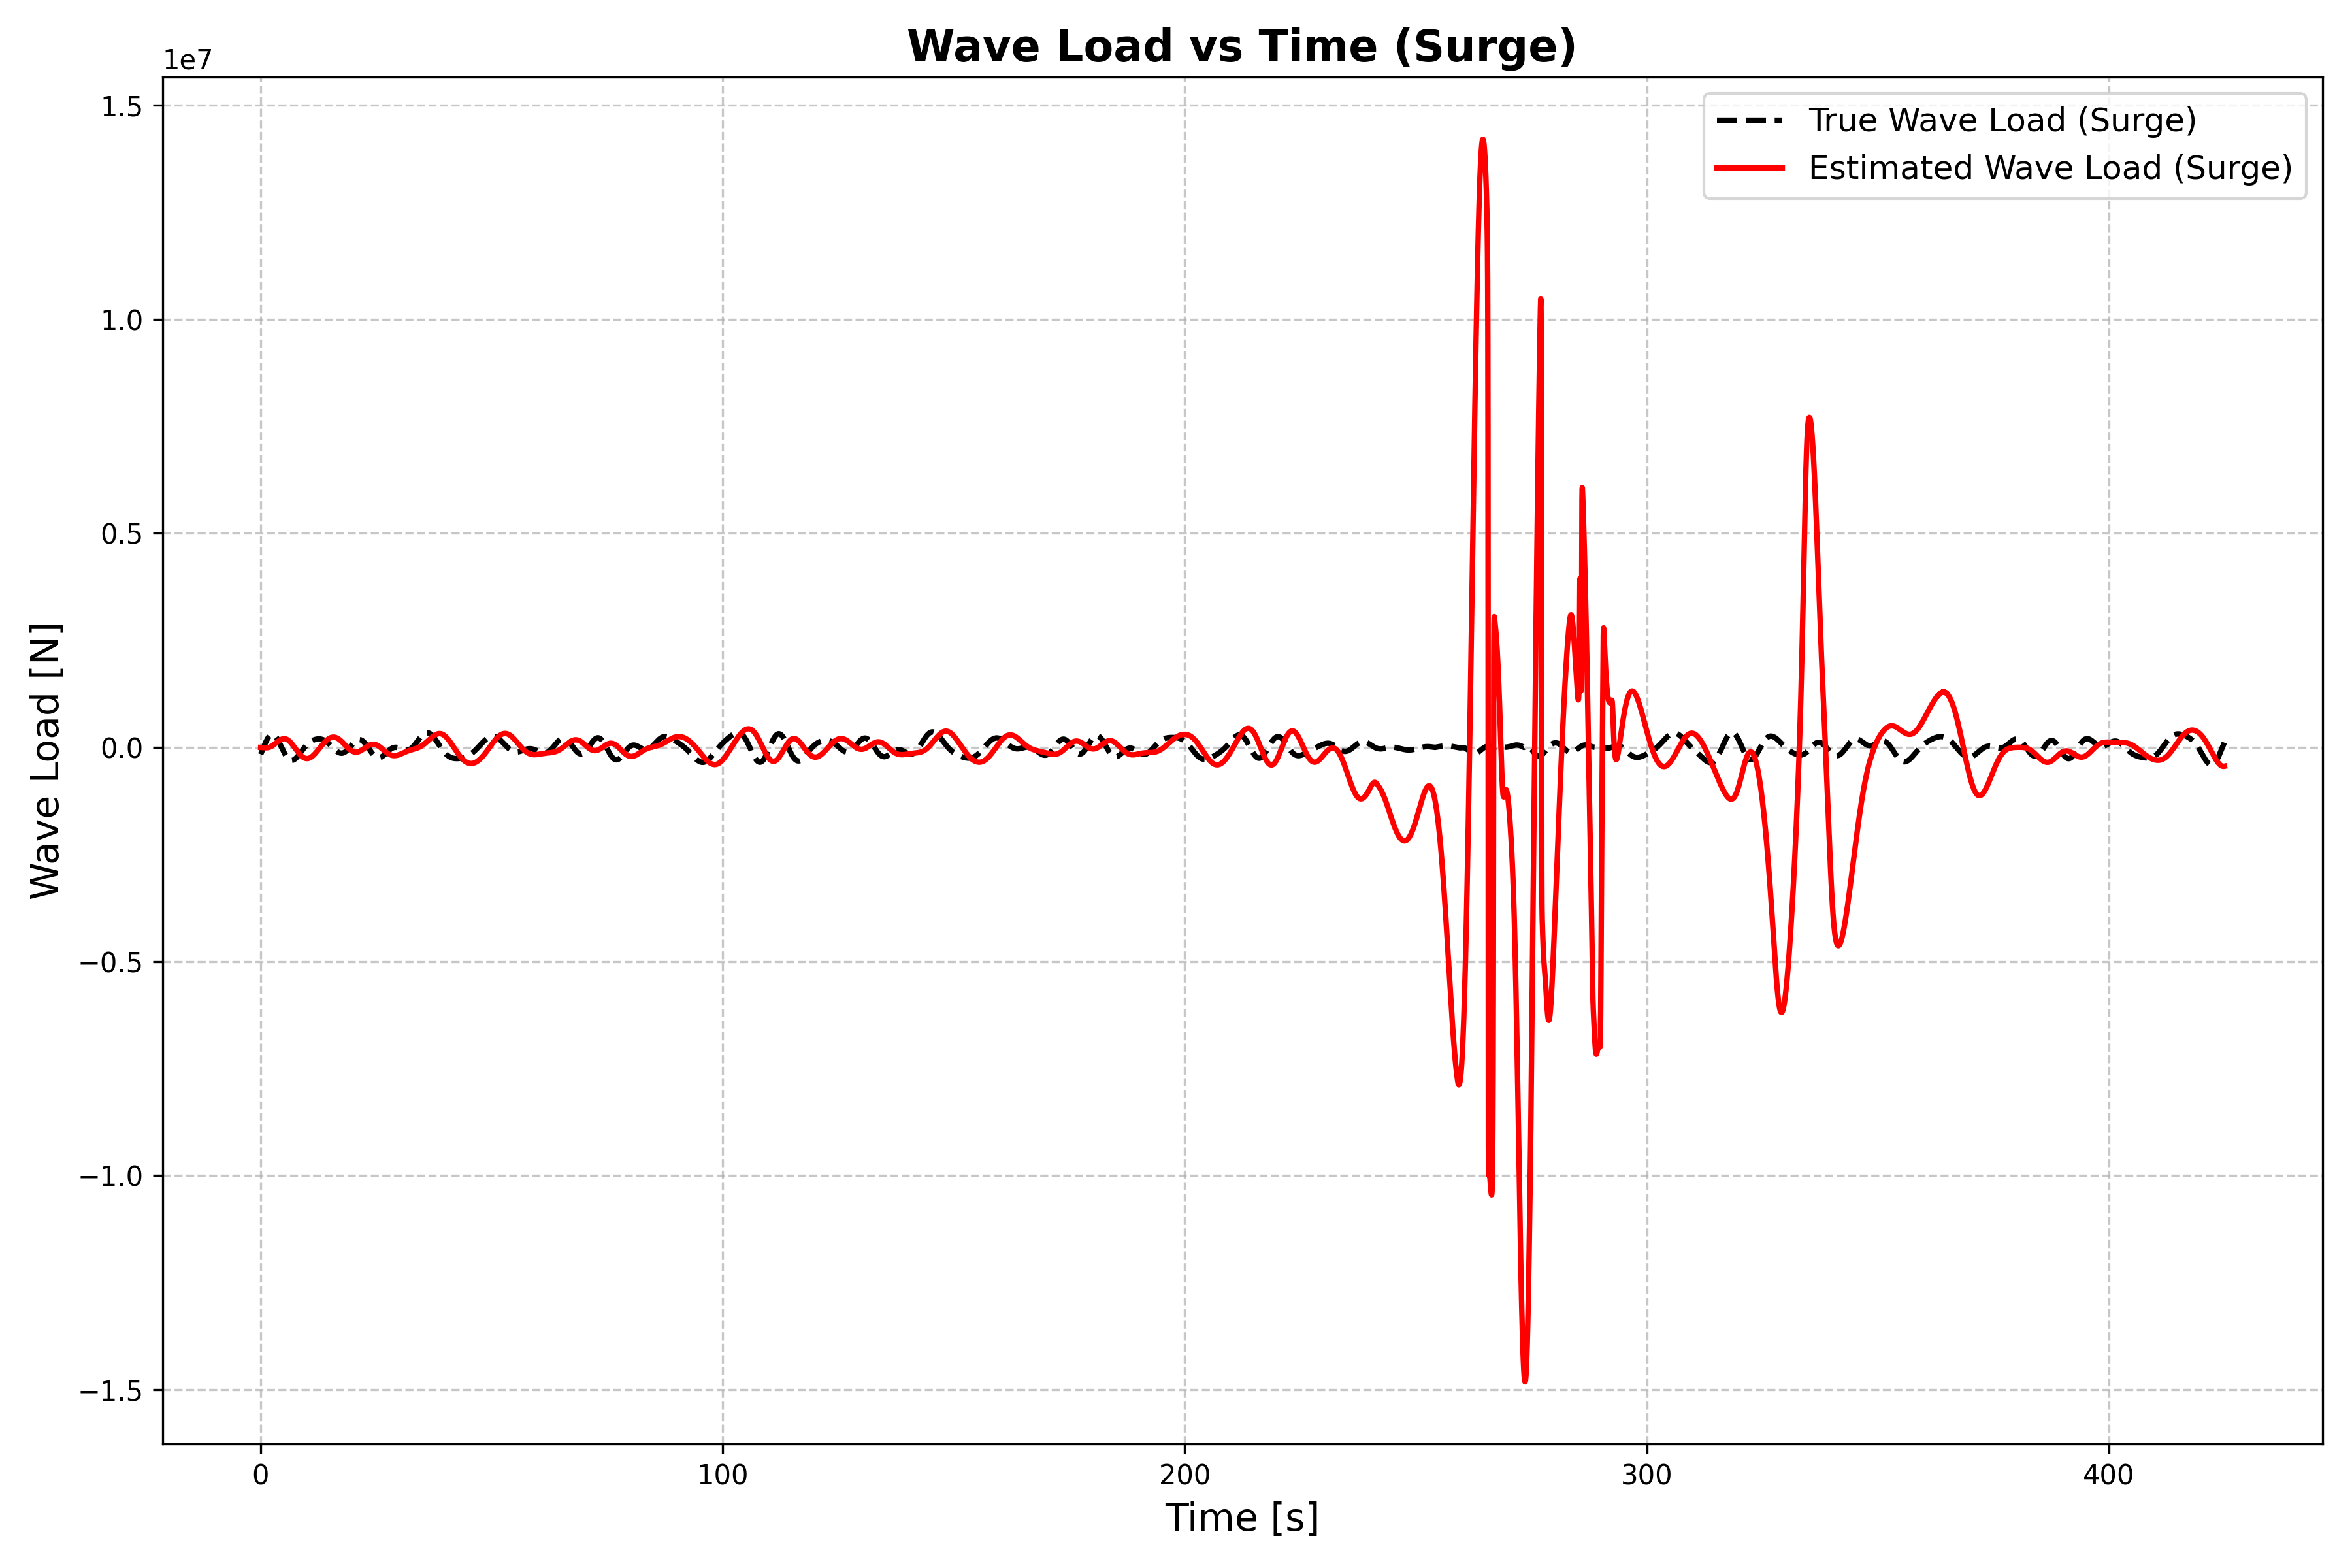 Wave Load vs Time (Surge)
1e7
1.5
1.0
0.5
0.0
−0.5
−1.0
−1.5
Wave Load [N]
True Wave Load (Surge)
Estimated Wave Load (Surge)
0 100 200 300 400
Time [s]